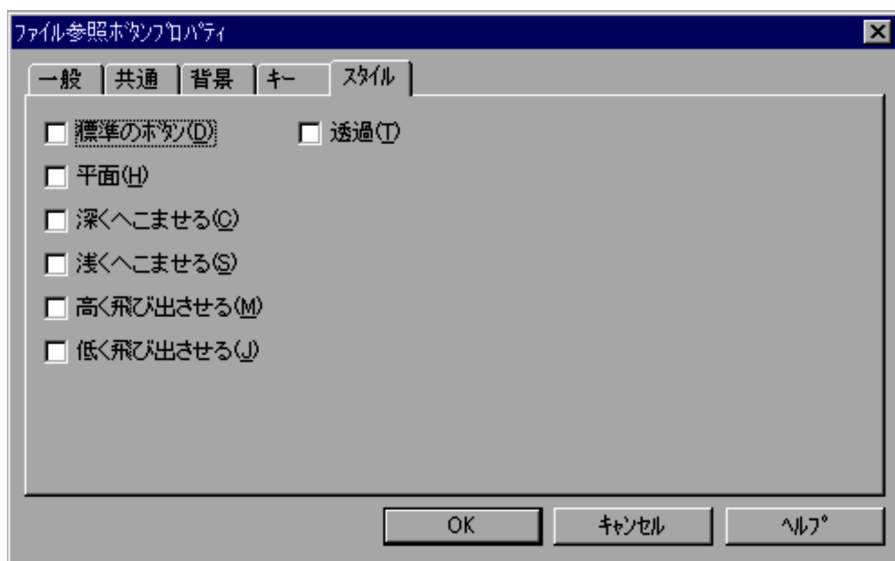 ﾌｧｲﾙ参照ﾎﾞﾀﾝﾌﾟﾛﾊﾟﾃｨ
一般 共通 背景 ｷｰ ｽﾀｲﾙ
標準のﾎﾞﾀﾝ(D) 透過(T)
平面(H)
深くへこませる(C)
浅くへこませる(S)
高く飛び出させる(M)
低く飛び出させる(J)
OK ｷｬﾝｾﾙ ﾍﾙﾌﾟ